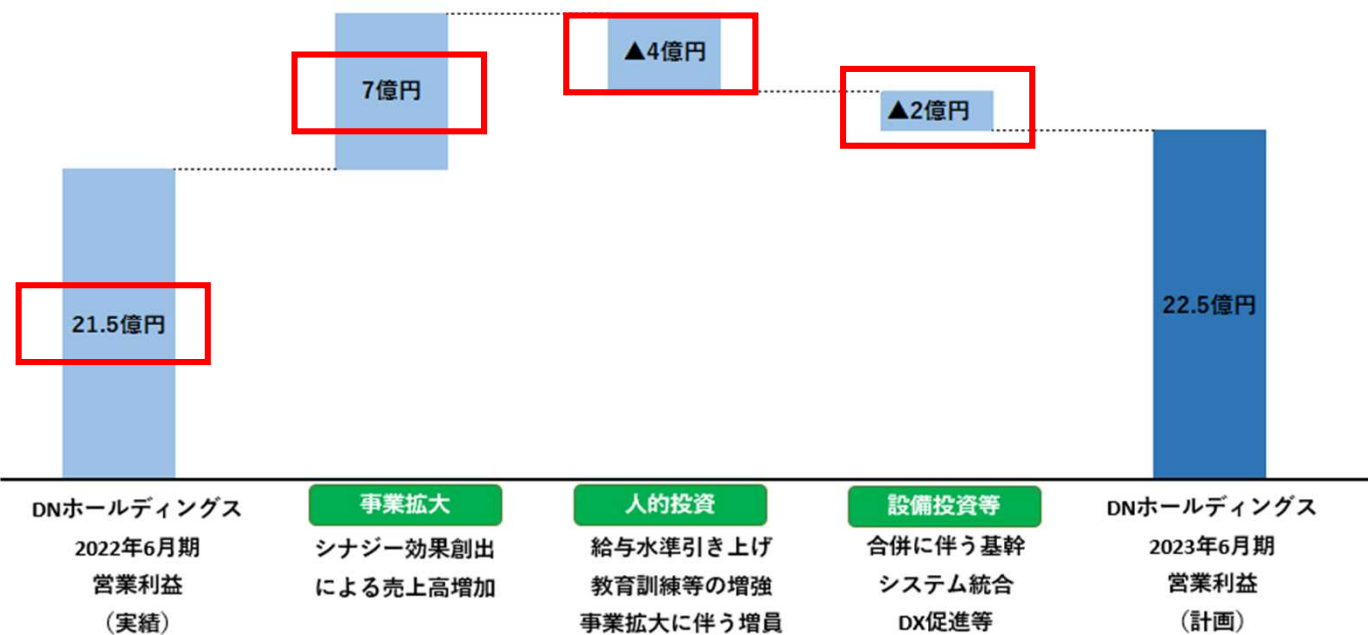 7億円
▲4億円
▲2億円
21.5億円
22.5億円
DNホールディングス
2022年6月期
営業利益
（実績）
事業拡大
シナジー効果創出
による売上高増加
人的投資
給与水準引き上げ
教育訓練等の増強
事業拡大に伴う増員
設備投資等
合併に伴う基幹
システム統合
DX促進等
DNホールディングス
2023年6月期
営業利益
（計画）